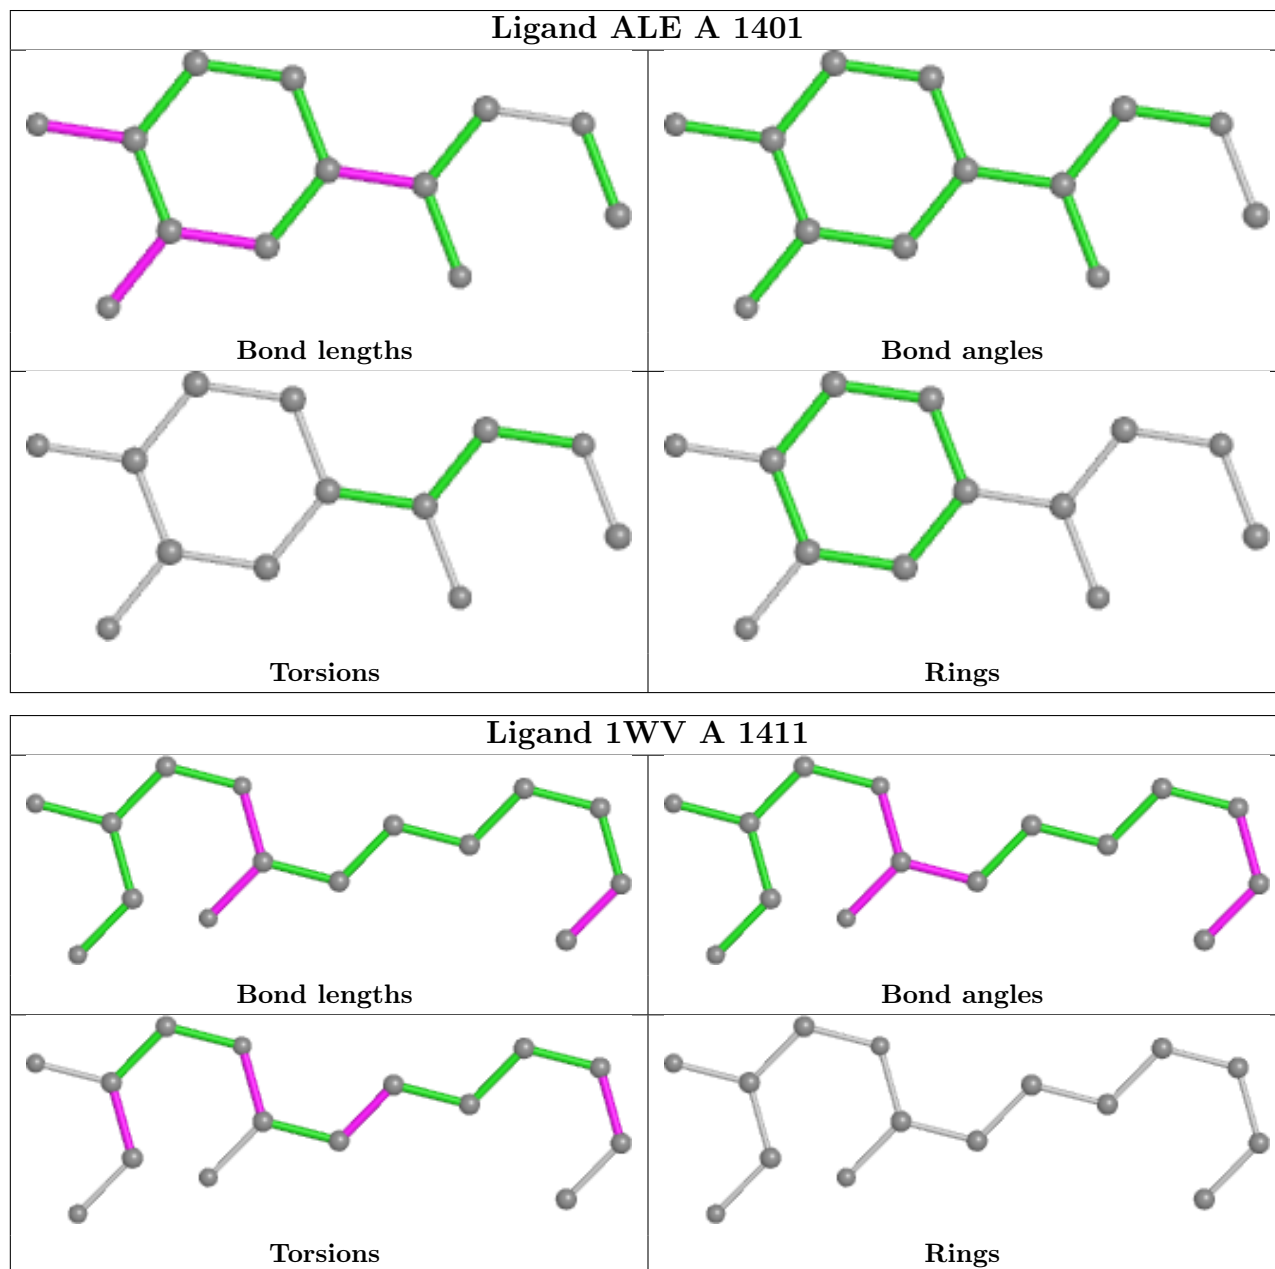 Ligand ALE A 1401
Bond lengths
Bond angles
Torsions
Rings
Ligand 1WV A 1411
Bond lengths
Bond angles
Torsions
Rings